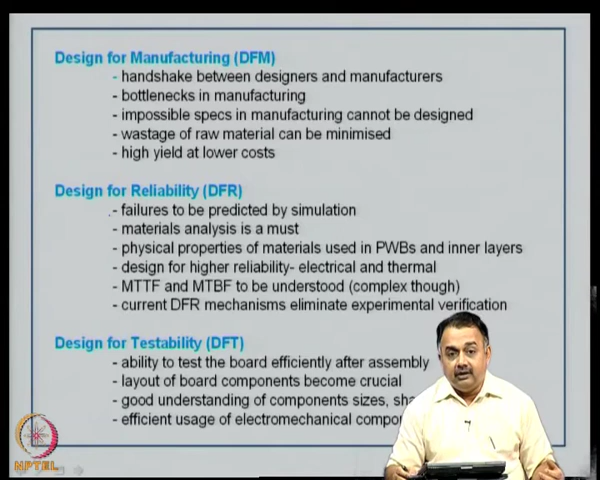 Design for Manufacturing (DFM)
- handshake between designers and manufacturers
- bottlenecks in manufacturing
- impossible specs in manufacturing cannot be designed
- wastage of raw material can be minimised
- high yield at lower costs
Design for Reliability (DFR)
- failures to be predicted by simulation
- materials analysis is a must
- physical properties of materials used in PWBs and inner layers
- design for higher reliability- electrical and thermal
- MTTF and MTBF to be understood (complex though)
- current DFR mechanisms eliminate experimental verification
Design for Testability (DFT)
- ability to test the board efficiently after assembly
- layout of board components become crucial
- good understanding of components sizes,
- efficient usage of electromechanical
NPTEL